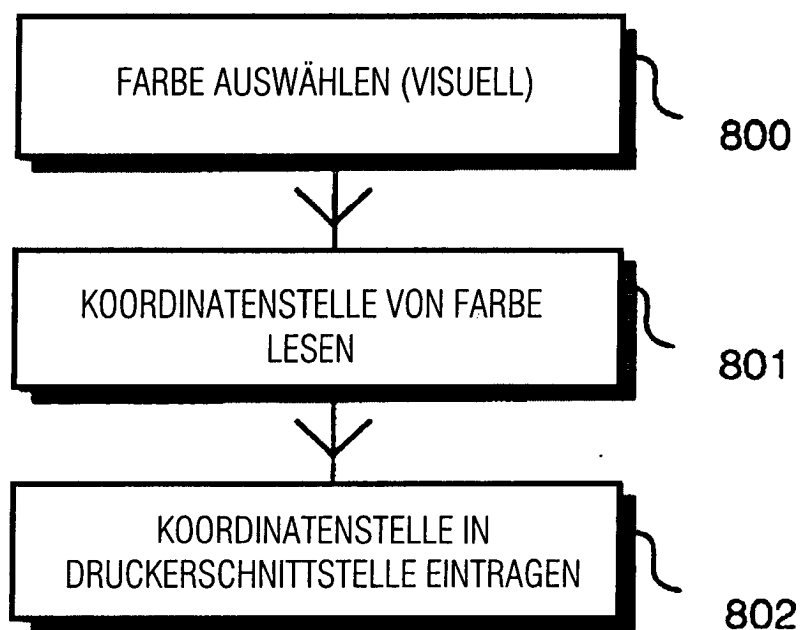 FARBE AUSWÄHLEN (VISUELL)
800
KOORDINATENSTELLE VON FARBE
LESEN
801
KOORDINATENSTELLE IN
DRUCKERSCHNITTSTELLE EINTRAGEN
802